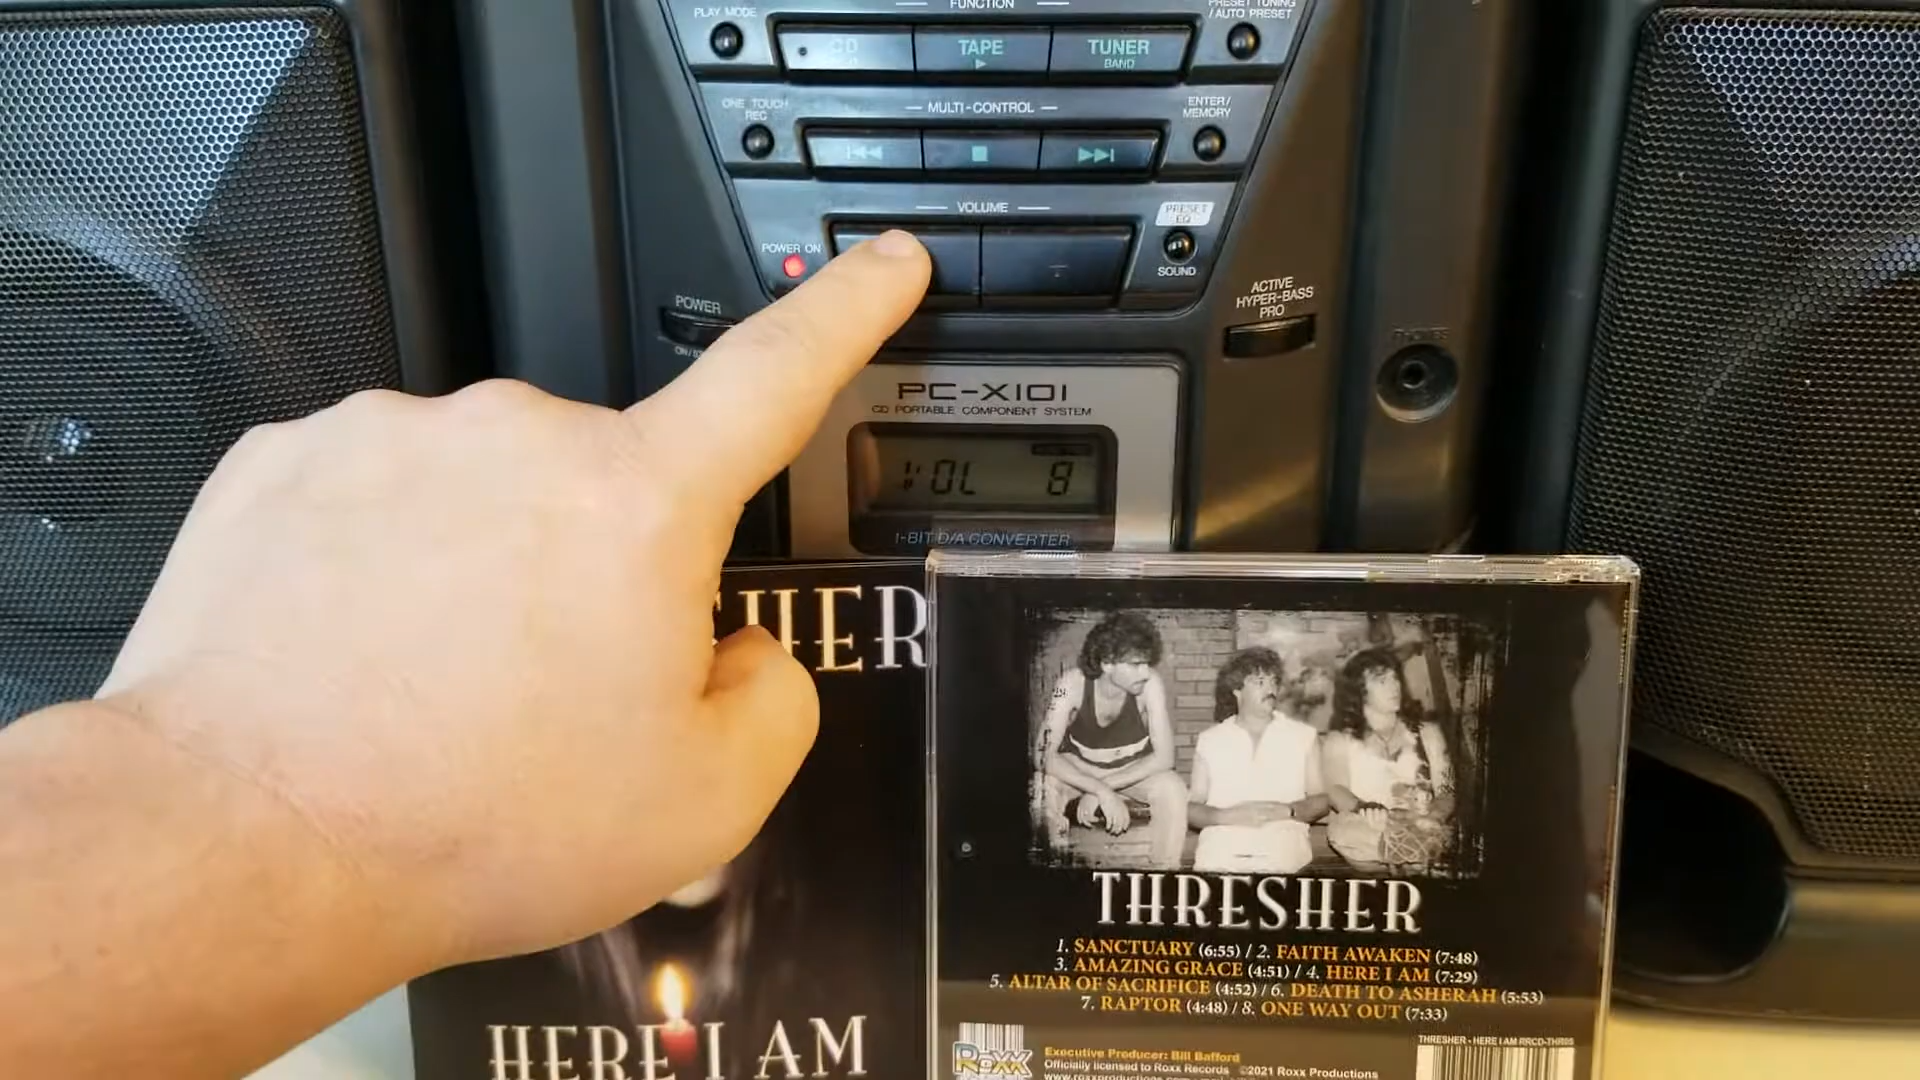 FUNCTION
PLAY MODE
PRESET TUNING
/AUTO PRESET
CD
TAPE
TUNER
BAND
ONE TOUCH
REC
MULTI-CONTROL
ENTER/
MEMORY
VOLUME
PRESET
EQ
POWER ON
SOUND
POWER
ACTIVE
HYPER-BASS
PRO
PHONES
PC-X101
CD PORTABLE COMPONENT SYSTEM
VOL 8
1-BIT D/A CONVERTER
HER
HERE I AM
THRESHER
1. SANCTUARY (6:55) / 2. FAITH AWAKEN (7:48)
3. AMAZING GRACE (4:51) / 4. HERE I AM (7:29)
5. ALTAR OF SACRIFICE (4:52) / 6. DEATH TO ASHERAH (5:53)
7. RAPTOR (4:48) / 8. ONE WAY OUT (7:33)
THRESHER - HERE I AM RRCD-THR05
ROXX
Executive Producer: Bill Bafford
Officially licensed to Roxx Records ©2021 Roxx Productions